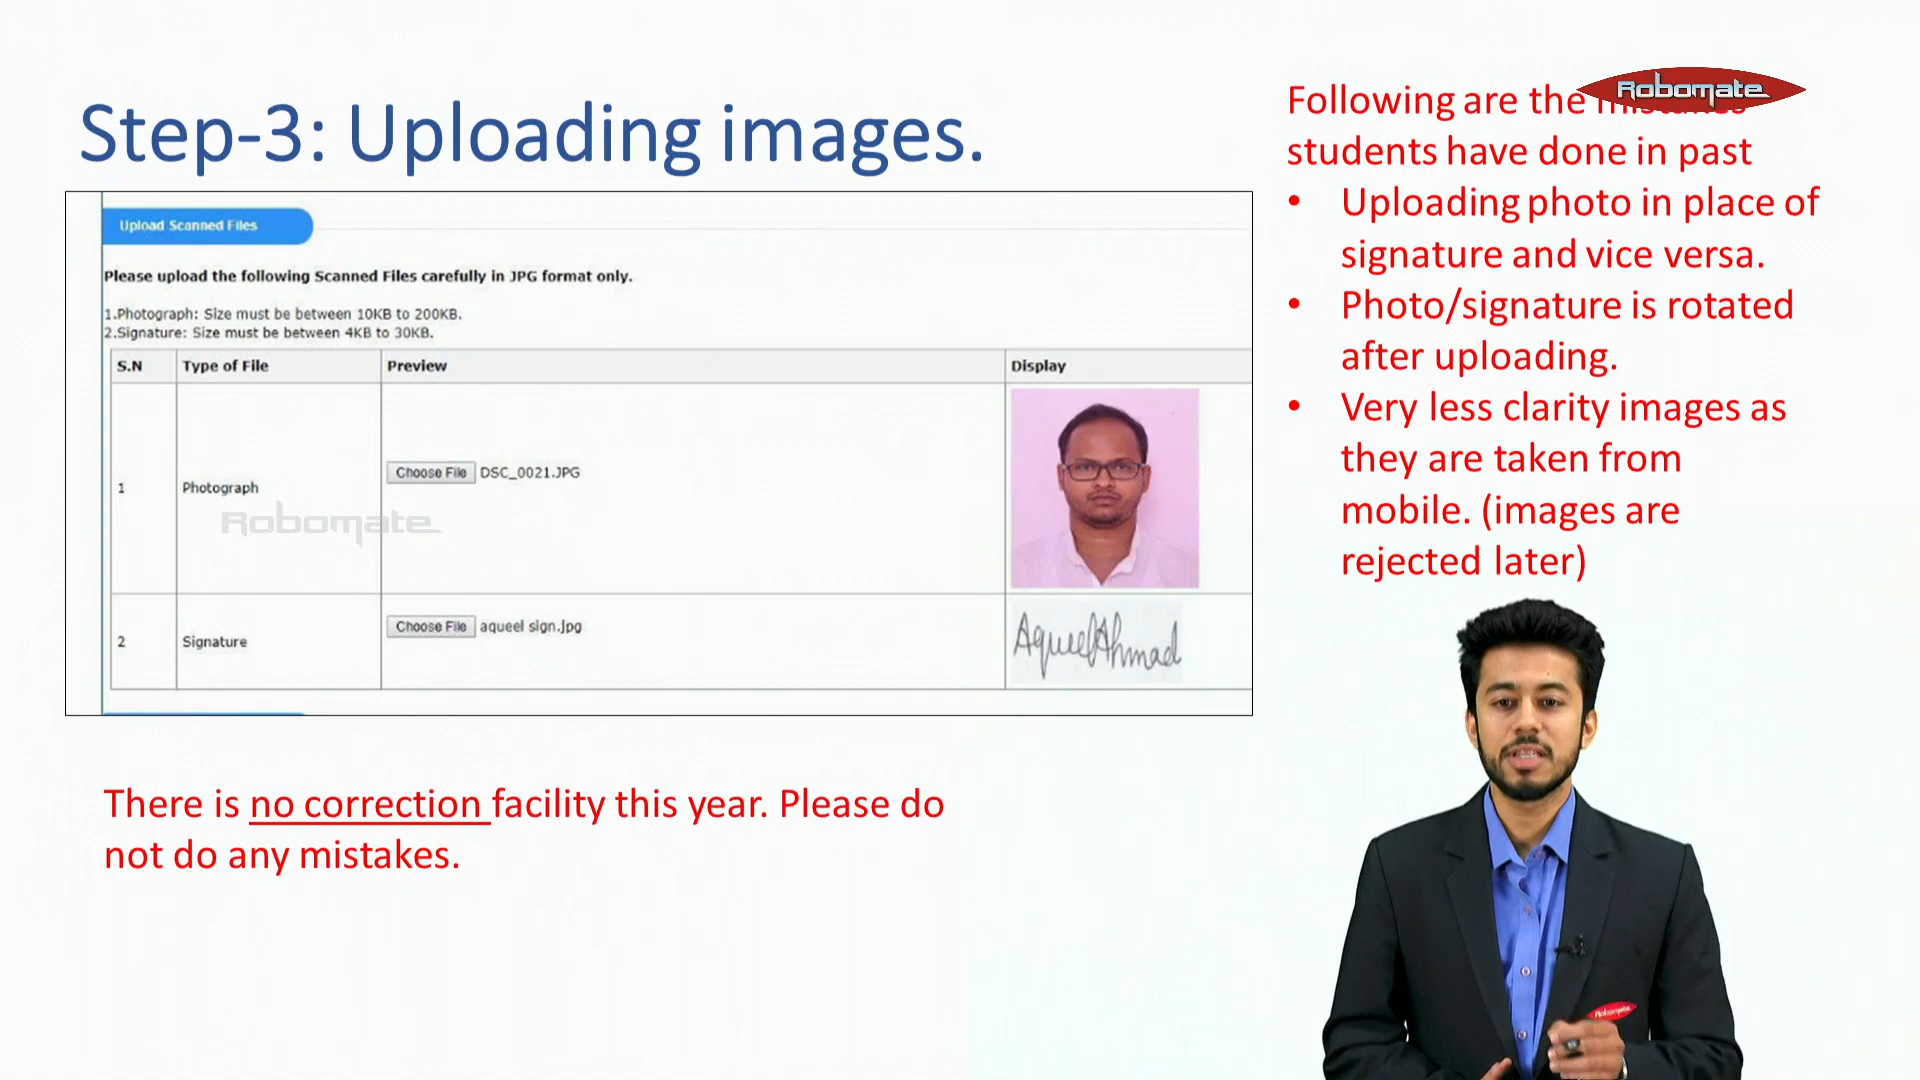 Step-3: Uploading images.
Upload Scanned Files
Please upload the following Scanned Files carefully in JPG format only.
1.Photograph: Size must be between 10KB to 200KB.
2.Signature: Size must be between 4KB to 30KB.
S.N Type of File Preview Display
1 Photograph Choose File DSC_0021.JPG
Robomate
2 Signature Choose File aqueel sign.jpg
Aqueel Ahmad
There is no correction facility this year. Please do
not do any mistakes.
Robomate
Following are the mistakes
students have done in past
• Uploading photo in place of
signature and vice versa.
• Photo/signature is rotated
after uploading.
• Very less clarity images as
they are taken from
mobile. (images are
rejected later)
Robomate